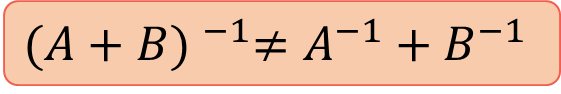 (A + B) ⁻¹≠ A⁻¹ + B⁻¹